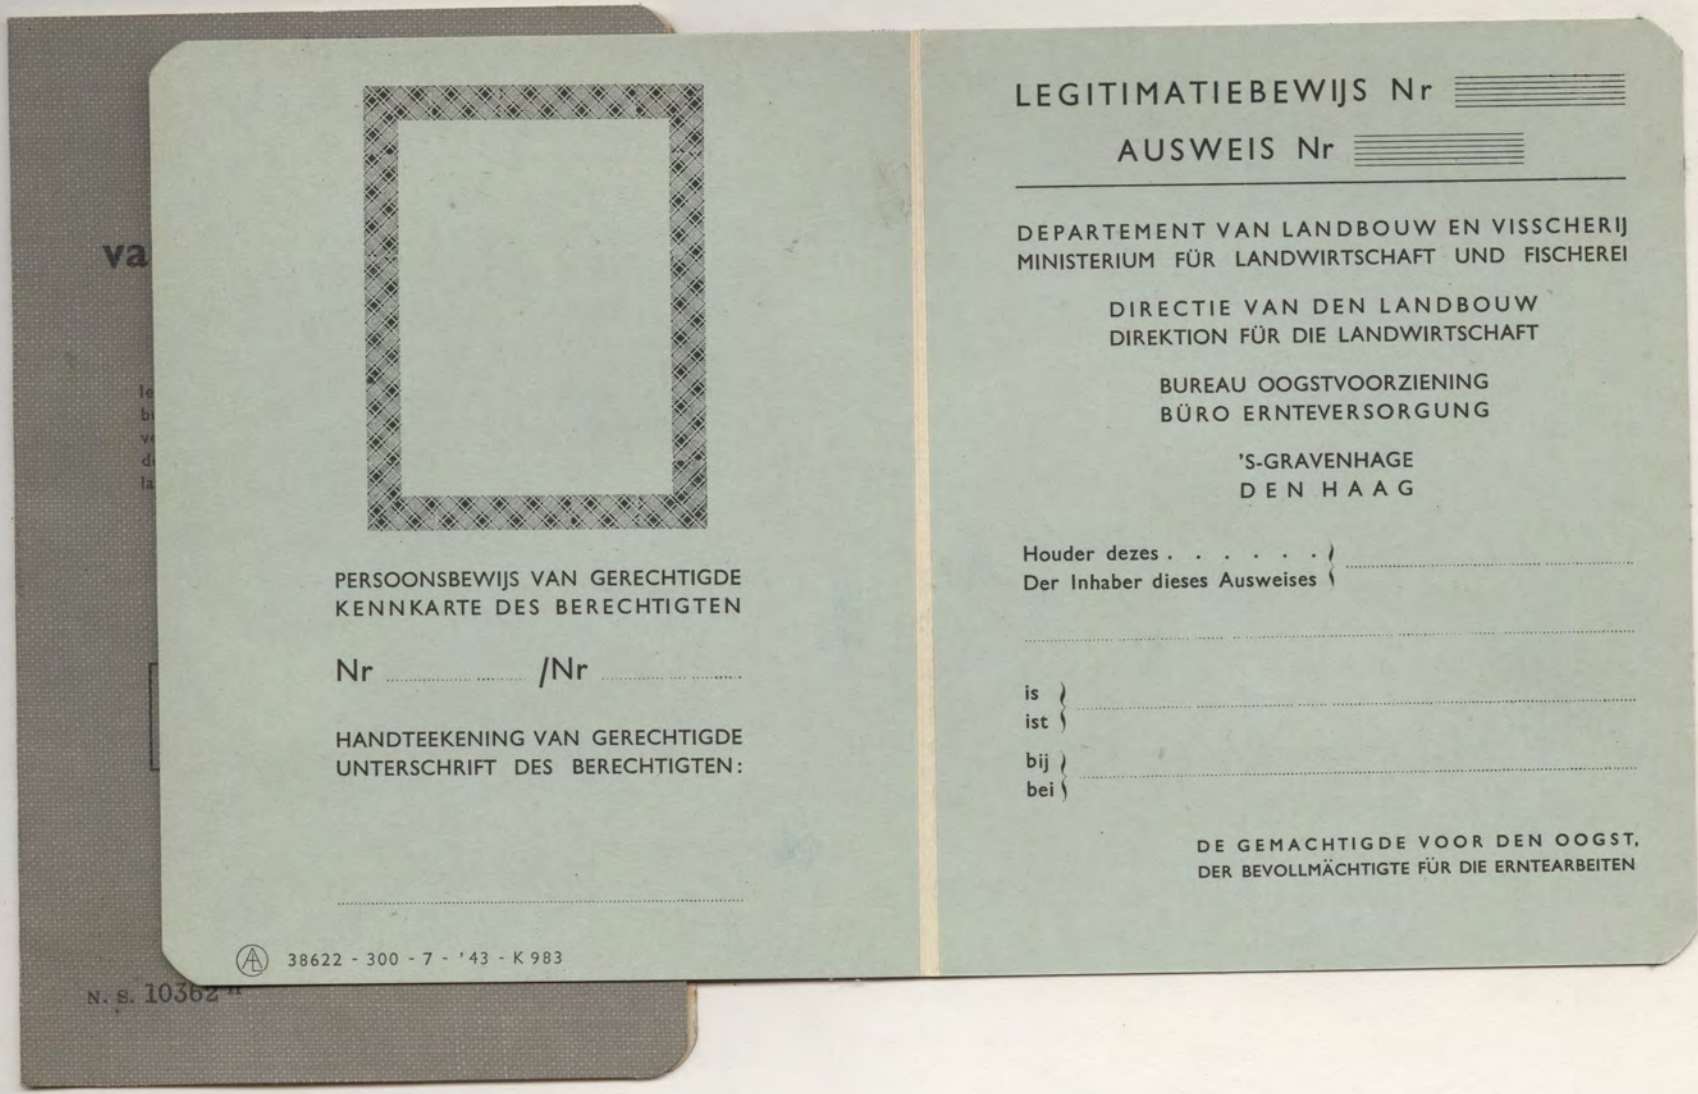 va
PERSOONSBEWIJS VAN GERECHTIGDE
KENNKARTE DES BERECHTIGTEN
Nr /Nr
HANDTEEKENING VAN GERECHTIGDE
UNTERSCHRIFT DES BERECHTIGTEN:
AL 38622 - 300 - 7 - '43 - K 983
N. S. 10362
LEGITIMATIEBEWIJS Nr
AUSWEIS Nr
DEPARTEMENT VAN LANDBOUW EN VISSCHERIJ
MINISTERIUM FÜR LANDWIRTSCHAFT UND FISCHEREI
DIRECTIE VAN DEN LANDBOUW
DIREKTION FÜR DIE LANDWIRTSCHAFT
BUREAU OOGSTVOORZIENING
BÜRO ERNTEVERSORGUNG
'S-GRAVENHAGE
DEN HAAG
Houder dezes . . . . . .
Der Inhaber dieses Ausweises
is
ist
bij
bei
DE GEMACHTIGDE VOOR DEN OOGST,
DER BEVOLLMÄCHTIGTE FÜR DIE ERNTEARBEITEN